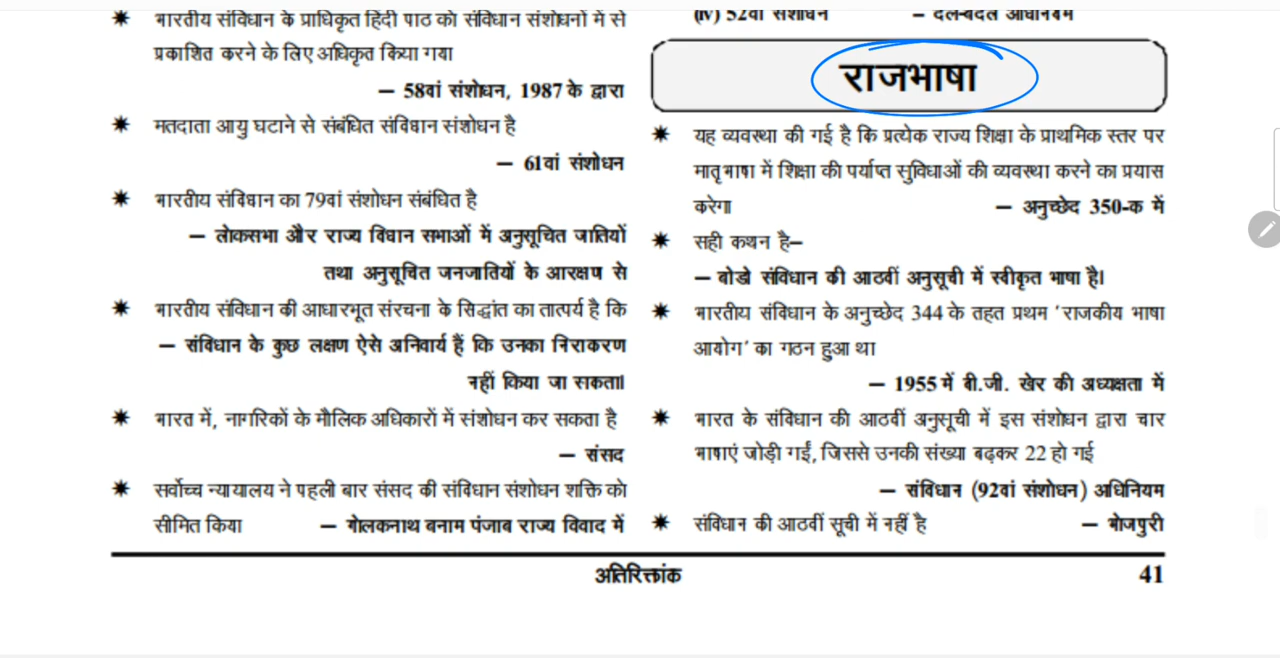 ★ भारतीय संविधान के प्राधिकृत हिंदी पाठ को संविधान संशोधनों में से
प्रकाशित करने के लिए अधिकृत किया गया
– 58वां संशोधन, 1987 के द्वारा
★ मतदाता आयु घटाने से संबंधित संविधान संशोधन है
– 61वां संशोधन
★ भारतीय संविधान का 79वां संशोधन संबंधित है
– लोकसभा और राज्य विधान सभाओं में अनुसूचित जातियों
तथा अनुसूचित जनजातियों के आरक्षण से
★ भारतीय संविधान की आधारभूत संरचना के सिद्धांत का तात्पर्य है कि
– संविधान के कुछ लक्षण ऐसे अनिवार्य हैं कि उनका निराकरण
नहीं किया जा सकता।
★ भारत में, नागरिकों के मौलिक अधिकारों में संशोधन कर सकता है
– संसद
★ सर्वोच्च न्यायालय ने पहली बार संसद की संविधान संशोधन शक्ति को
सीमित किया – गोलकनाथ बनाम पंजाब राज्य विवाद में
(iv) 52वां संशोधन – दल-बदल अधिनियम
राजभाषा
★ यह व्यवस्था की गई है कि प्रत्येक राज्य शिक्षा के प्राथमिक स्तर पर
मातृभाषा में शिक्षा की पर्याप्त सुविधाओं की व्यवस्था करने का प्रयास
करेगा – अनुच्छेद 350-क में
★ सही कथन है–
– बोडो संविधान की आठवीं अनुसूची में स्वीकृत भाषा है।
★ भारतीय संविधान के अनुच्छेद 344 के तहत प्रथम 'राजकीय भाषा
आयोग' का गठन हुआ था
– 1955 में बी.जी. खेर की अध्यक्षता में
★ भारत के संविधान की आठवीं अनुसूची में इस संशोधन द्वारा चार
भाषाएं जोड़ी गईं, जिससे उनकी संख्या बढ़कर 22 हो गई
– संविधान (92वां संशोधन) अधिनियम
★ संविधान की आठवीं सूची में नहीं है – भोजपुरी
अतिरिक्तांक
41